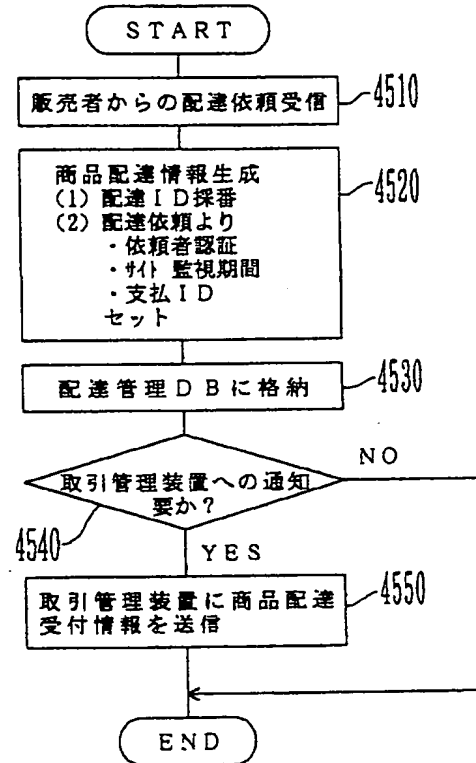 START
販売者からの配達依頼受信
4510
商品配達情報生成
(1) 配達ID採番
(2) 配達依頼より
・依頼者認証
・サイト 監視期間
・支払ID
セット
4520
配達管理DBに格納
4530
取引管理装置への通知
要か?
4540
NO
YES
取引管理装置に商品配達
受付情報を送信
4550
END